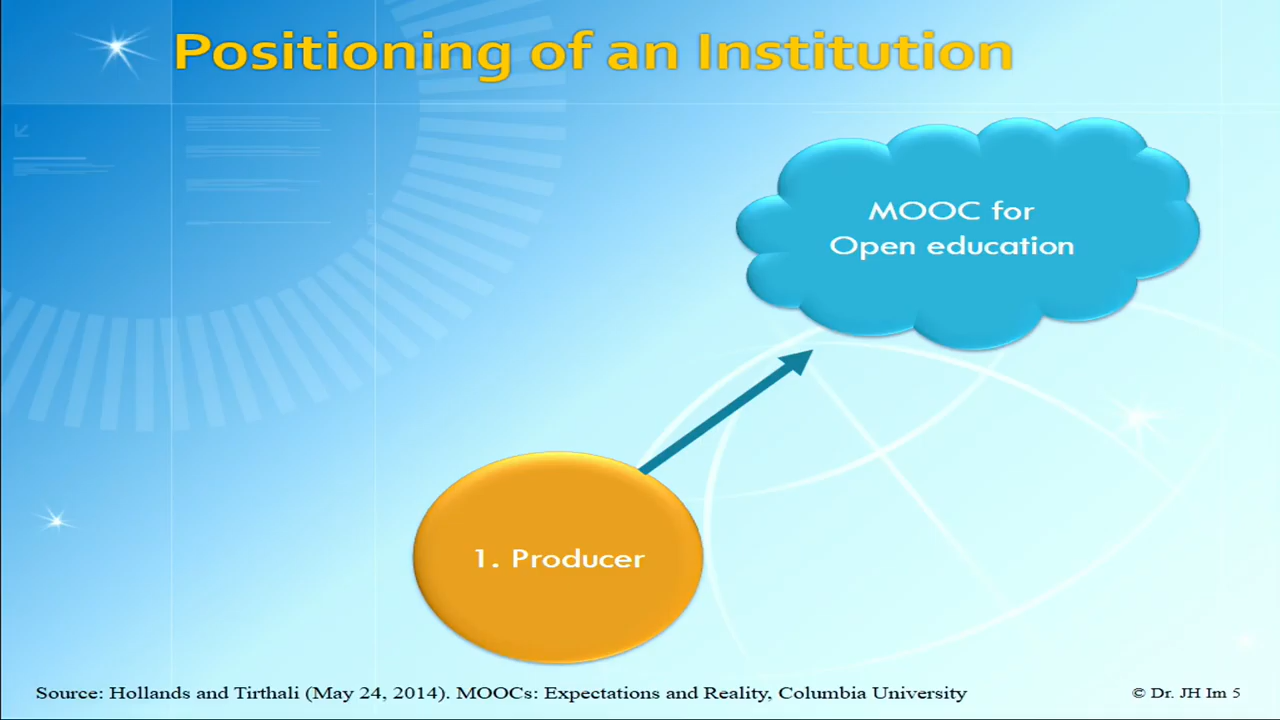 Positioning of an Institution
MOOC for
Open education
1. Producer
Source: Hollands and Tirthali (May 24, 2014). MOOCs: Expectations and Reality, Columbia University
© Dr. JH Im 5